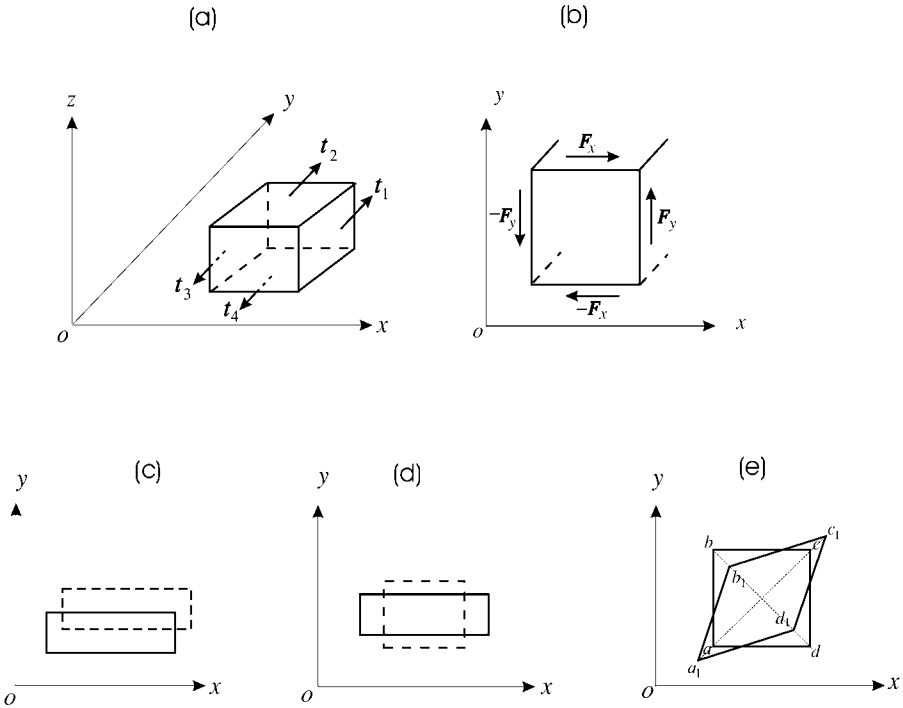 (a)
z
y
t2
t1
t3
t4
o
x
(b)
y
Fx
−Fy
Fy
−Fx
o
x
(c)
y
o
x
(d)
y
o
x
(e)
y
b
e
c1
b1
d1
a
d
a1
o
x